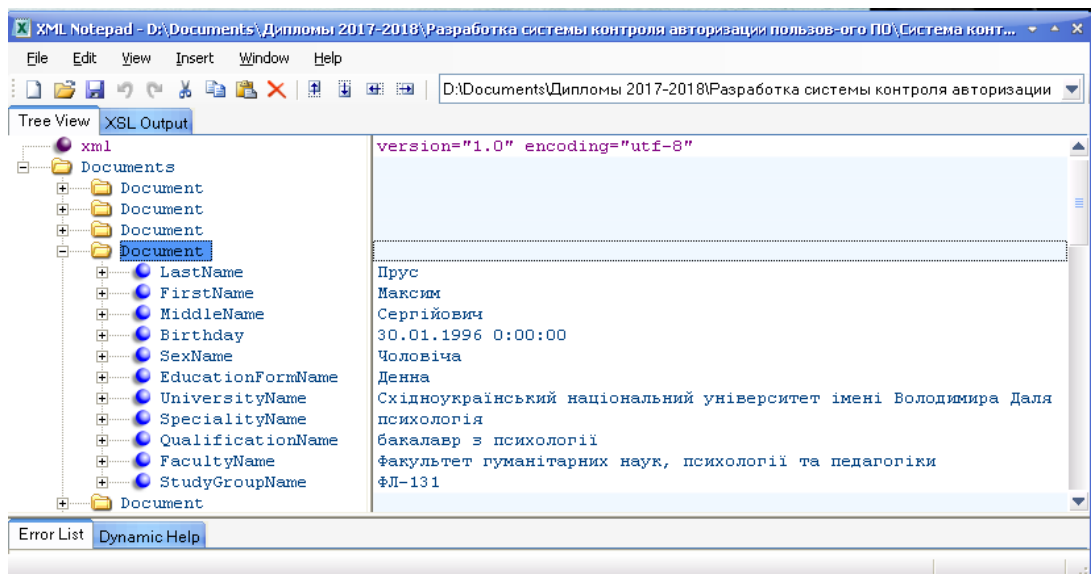 XML Notepad - D:\Documents\Дипломы 2017-2018\Разработка системы контроля авторизации пользов-ого ПО\Система конт...
File Edit View Insert Window Help
D:\Documents\Дипломы 2017-2018\Разработка системы контроля авторизации
Tree View XSL Output
xml version="1.0" encoding="utf-8"
Documents
Document
Document
Document
Document
LastName Прус
FirstName Максим
MiddleName Сергійович
Birthday 30.01.1996 0:00:00
SexName Чоловіча
EducationFormName Денна
UniversityName Східноукраїнський національний університет імені Володимира Даля
SpecialityName психологія
QualificationName бакалавр з психології
FacultyName Факультет гуманітарних наук, психології та педагогіки
StudyGroupName ФЛ-131
Document
Error List Dynamic Help